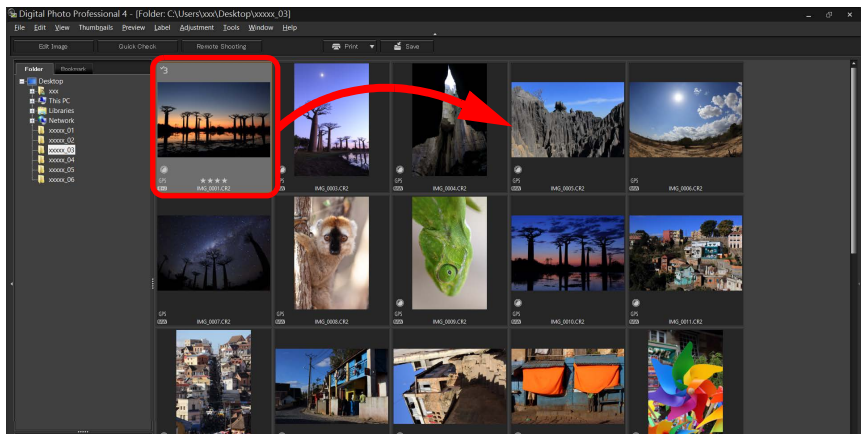 Digital Photo Professional 4 - [Folder: C:\Users\xxx\Desktop\xxxxx_03]
File Edit View Thumbnails Preview Label Adjustment Tools Window Help
Edit Image Quick Check Remote Shooting Print Save
Folder Bookmark
Desktop
xxx
This PC
Libraries
Network
xxxxx_01
xxxxx_02
xxxxx_03
xxxxx_04
xxxxx_05
xxxxx_06
3
GPS ★★★★ GPS GPS GPS
IMG_0001.CR2 IMG_0003.CR2 IMG_0004.CR2 IMG_0005.CR2 IMG_0006.CR2
GPS GPS GPS GPS
IMG_0007.CR2 IMG_0008.CR2 IMG_0009.CR2 IMG_0010.CR2 IMG_0011.CR2